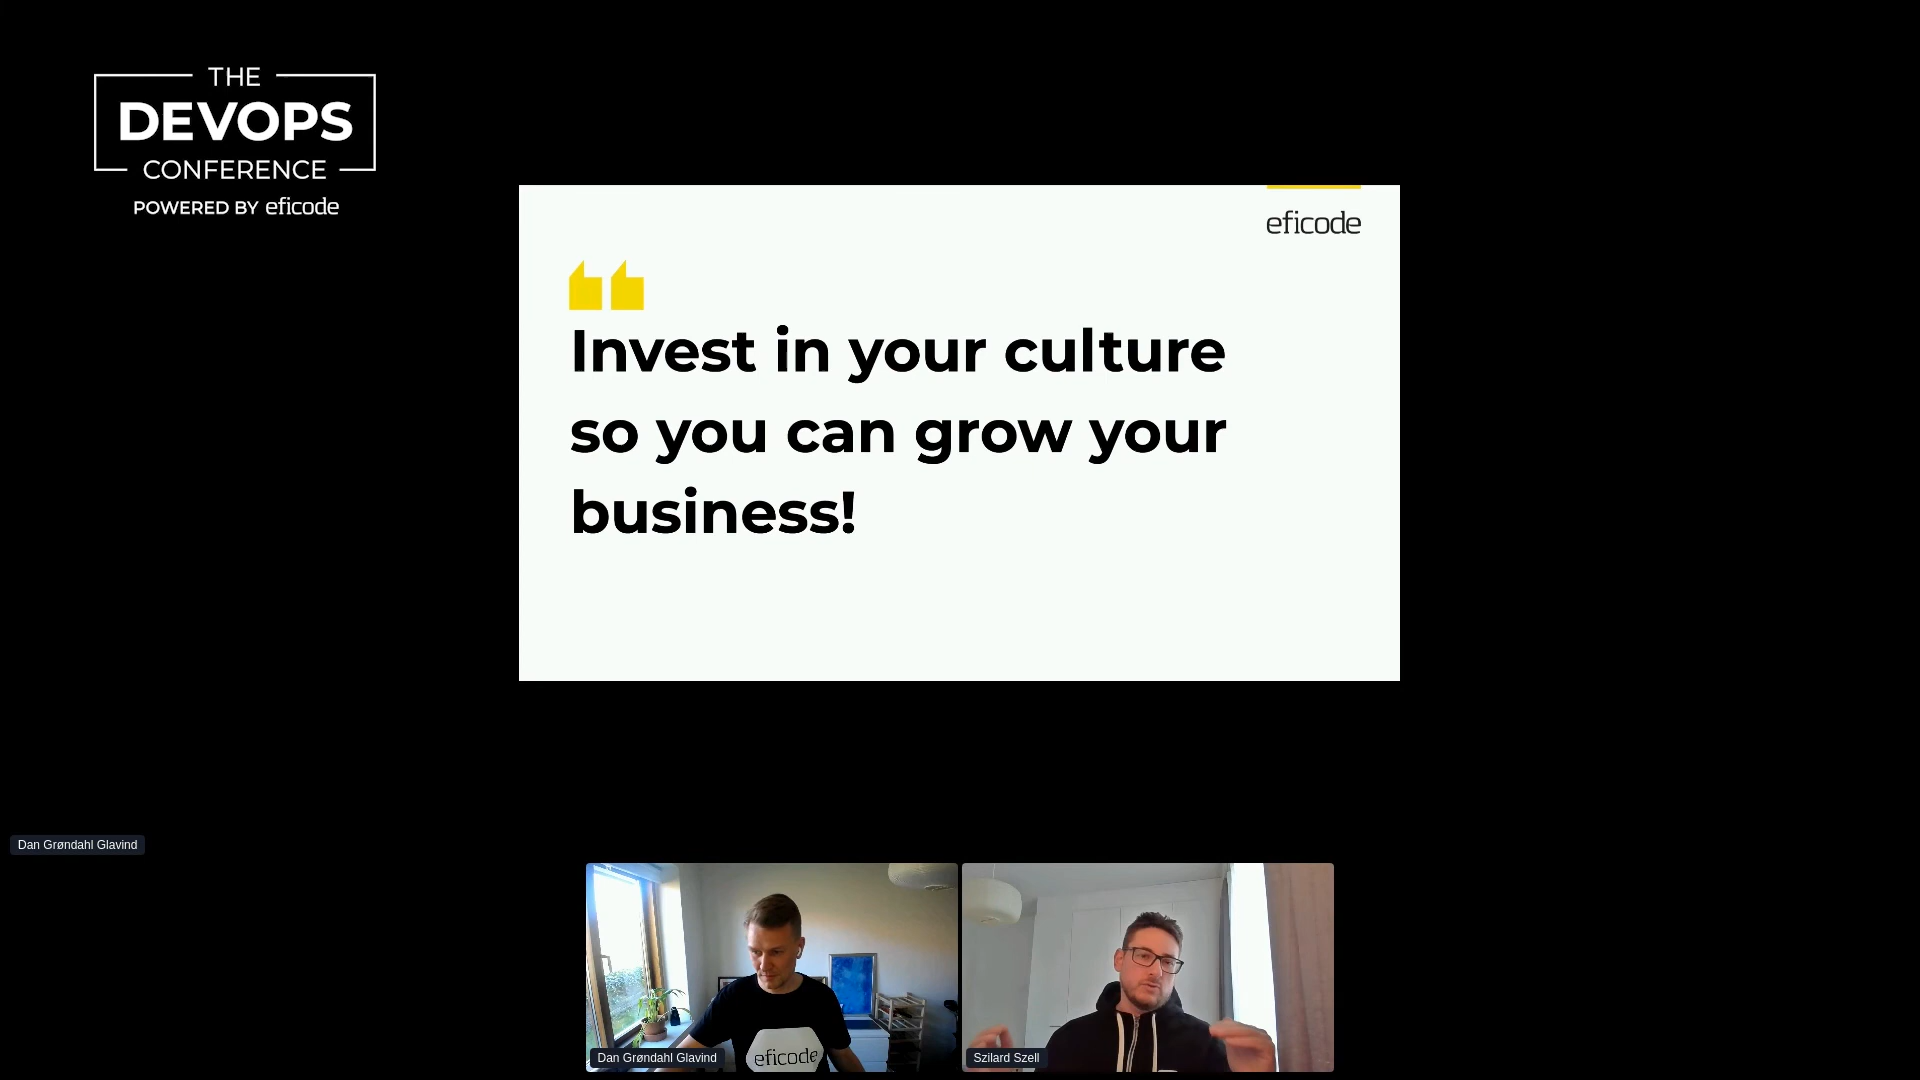 THE
DEVOPS
CONFERENCE
POWERED BY eficode
eficode
Invest in your culture
so you can grow your
business!
Dan Grøndahl Glavind
eficode
Dan Grøndahl Glavind
Szilard Szell